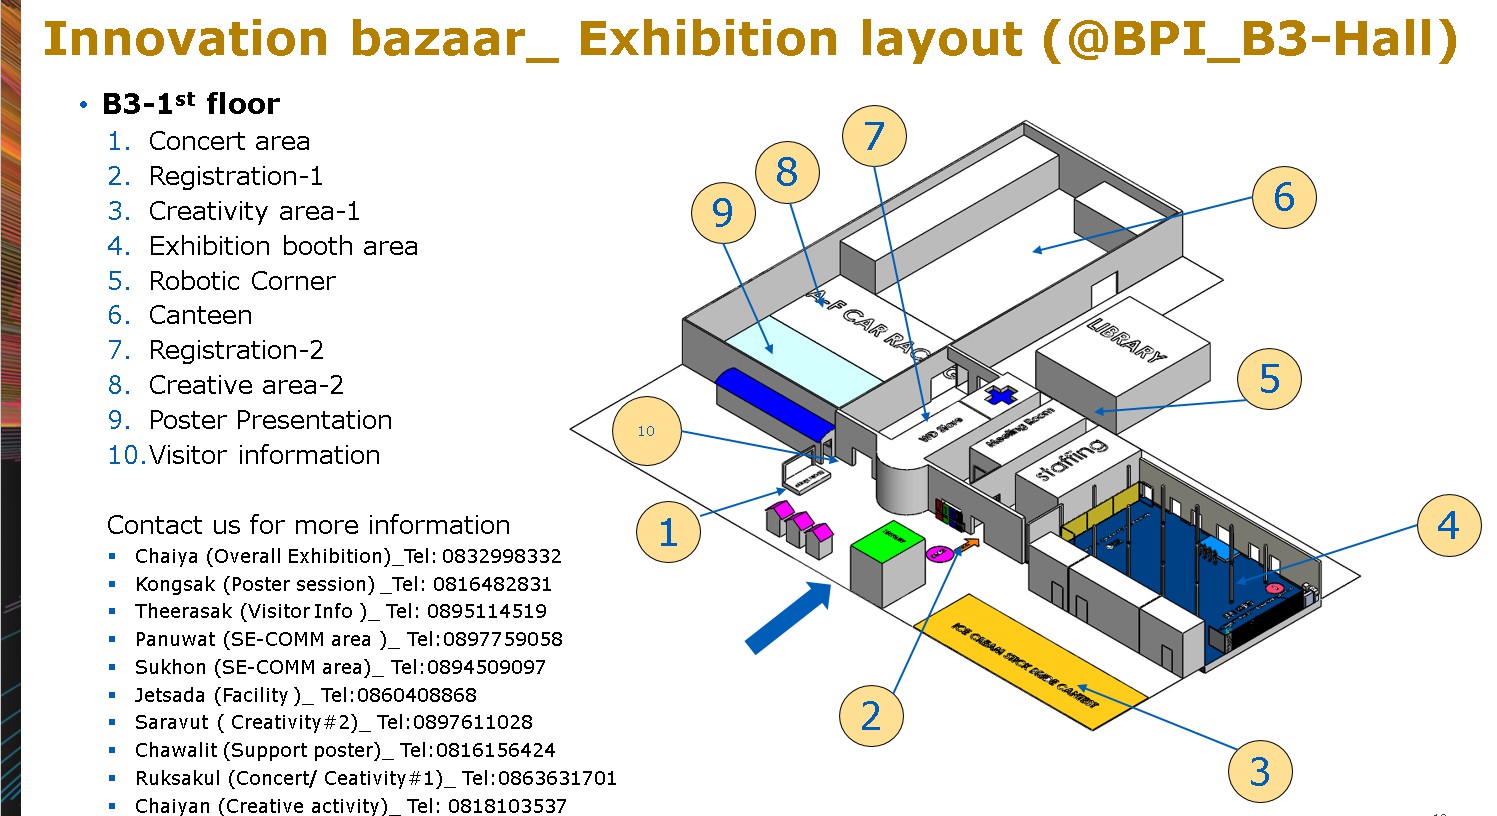 Innovation bazaar_ Exhibition layout (@BPI_B3-Hall)
• B3-1st floor
1. Concert area
2. Registration-1
3. Creativity area-1
4. Exhibition booth area
5. Robotic Corner
6. Canteen
7. Registration-2
8. Creative area-2
9. Poster Presentation
10.Visitor information
Contact us for more information
▪ Chaiya (Overall Exhibition)_Tel: 0832998332
▪ Kongsak (Poster session) _Tel: 0816482831
▪ Theerasak (Visitor Info )_ Tel: 0895114519
▪ Panuwat (SE-COMM area )_ Tel:0897759058
▪ Sukhon (SE-COMM area)_ Tel:0894509097
▪ Jetsada (Facility )_ Tel:0860408868
▪ Saravut ( Creativity#2)_ Tel:0897611028
▪ Chawalit (Support poster)_ Tel:0816156424
▪ Ruksakul (Concert/ Ceativity#1)_ Tel:0863631701
▪ Chaiyan (Creative activity)_ Tel: 0818103537
7
8
9
6
A-F CAR RAC
LIBRARY
5
10
WD Store
Meeting Room
staffing
1
4
ICE CREAM STICK
2
3